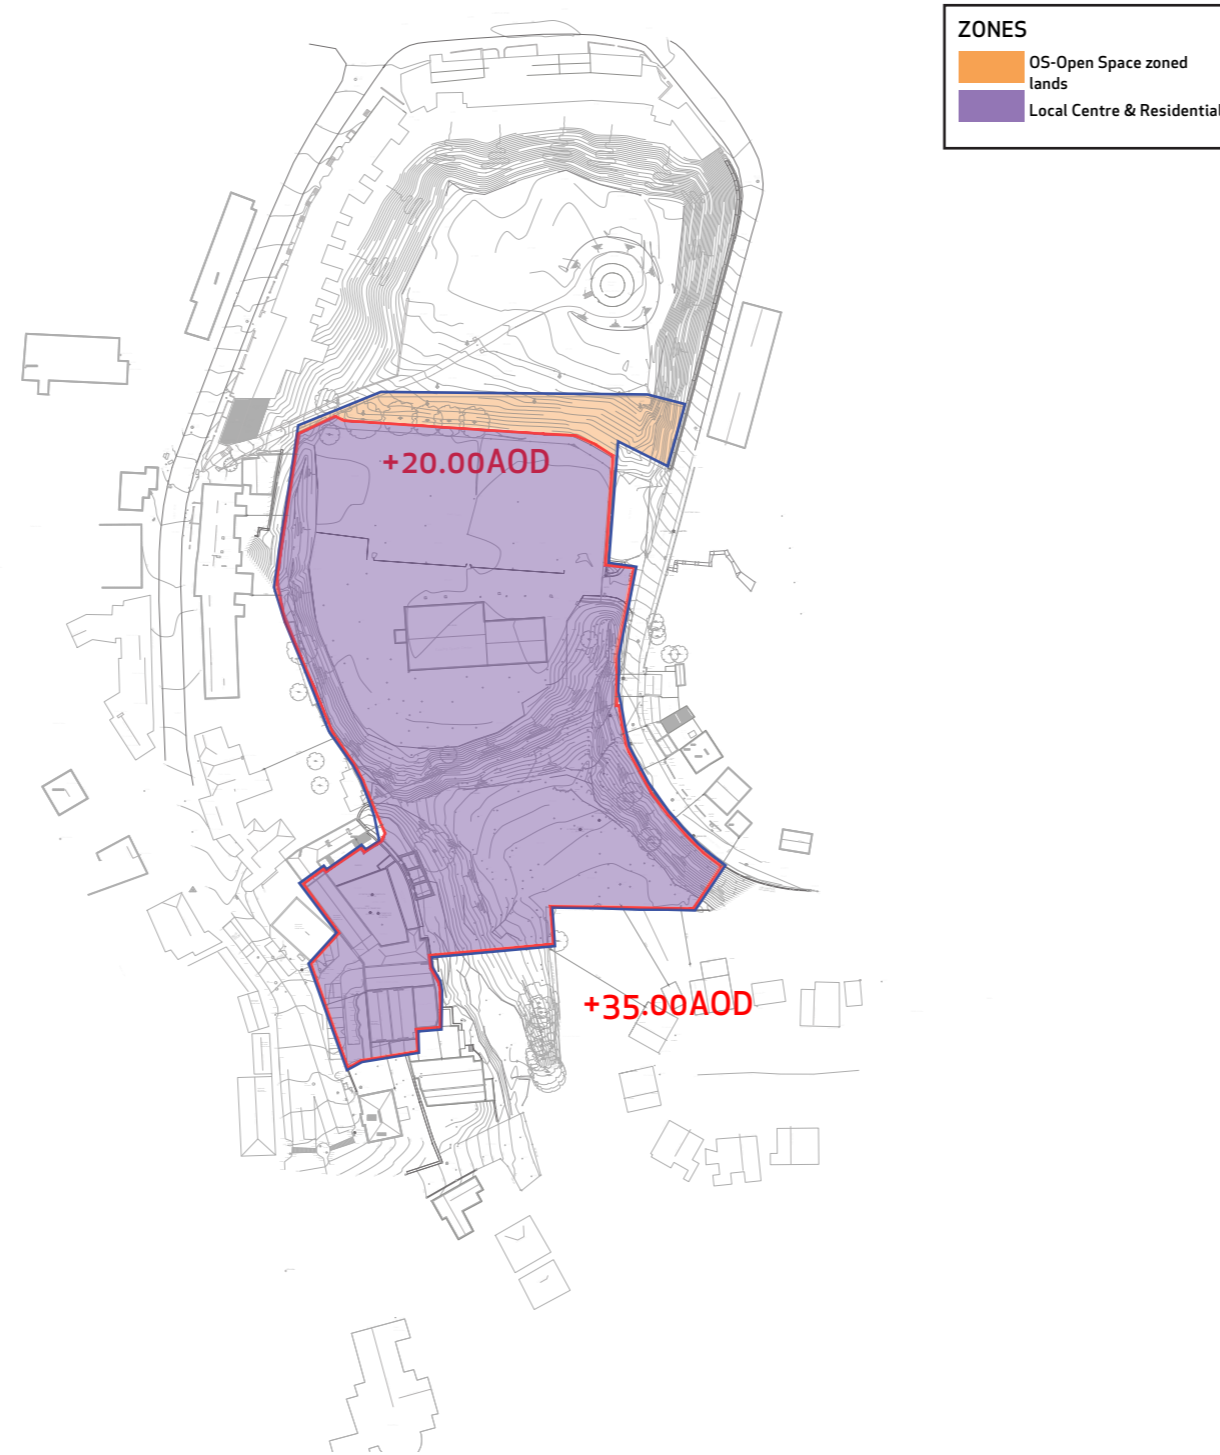 ZONES
OS-Open Space zoned
lands
Local Centre & Residential
+20.00AOD
+35.00AOD